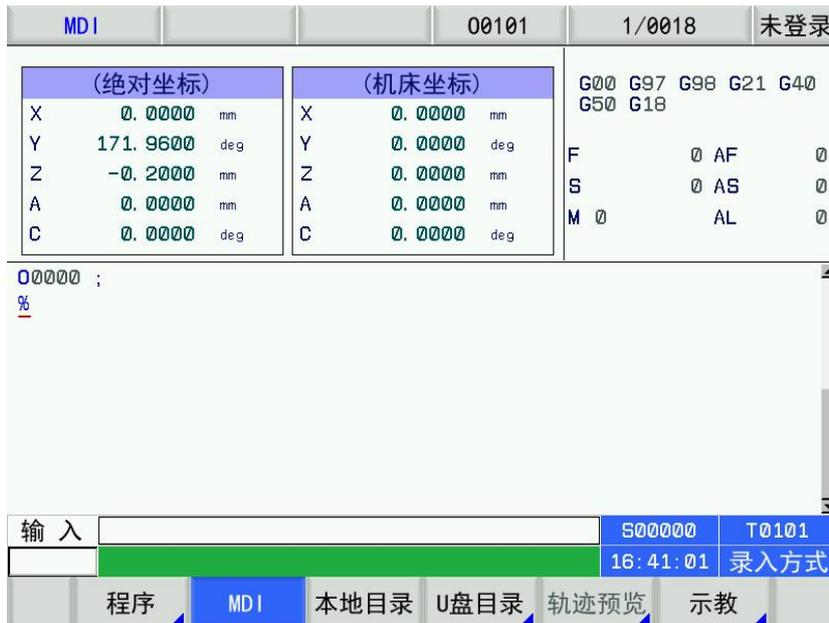 MDI O0101 1/0018 未登录
(绝对坐标) (机床坐标)
G00 G97 G98 G21 G40
G50 G18
X 0.0000 mm X 0.0000 mm
Y 171.9600 deg Y 0.0000 deg
Z -0.2000 mm Z 0.0000 mm
A 0.0000 mm A 0.0000 mm
C 0.0000 deg C 0.0000 deg
F 0 AF 0
S 0 AS 0
M 0 AL 0
O0000 ;
%
输 入 S00000 T0101
16:41:01 录入方式
程序 MDI 本地目录 U盘目录 轨迹预览 示教